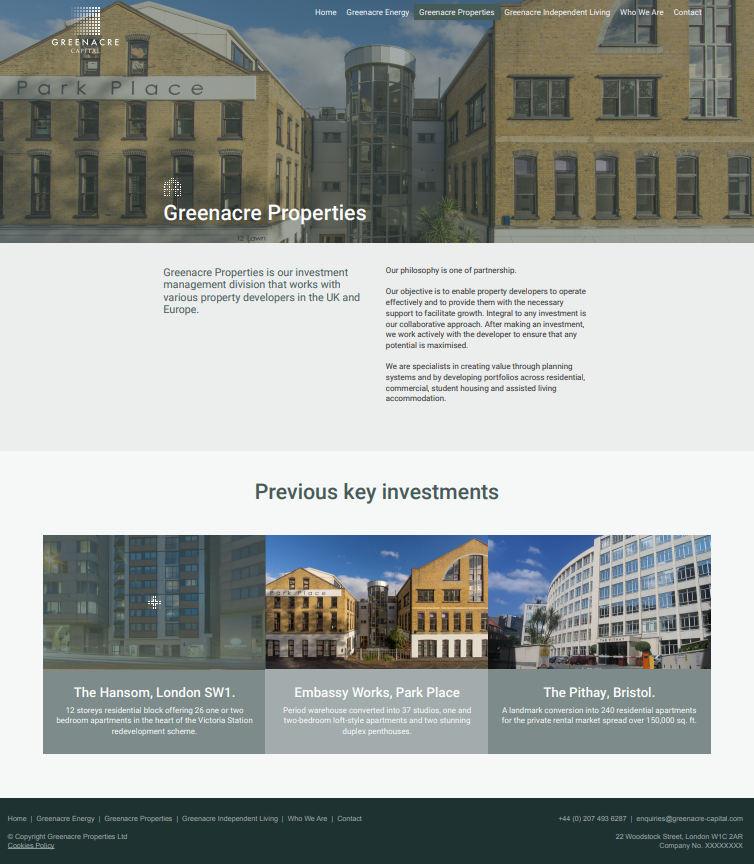 GREENACRE
CAPITAL
Home Greenacre Energy Greenacre Properties Greenacre Independent Living Who We Are Contact
Park Place
Greenacre Properties
12 Lawn
Greenacre Properties is our investment
management division that works with
various property developers in the UK and
Europe.
Our philosophy is one of partnership.
Our objective is to enable property developers to operate
effectively and to provide them with the necessary
support to facilitate growth. Integral to any investment is
our collaborative approach. After making an investment,
we work actively with the developer to ensure that any
potential is maximised.
We are specialists in creating value through planning
systems and by developing portfolios across residential,
commercial, student housing and assisted living
accommodation.
Previous key investments
Park Place
The Hansom, London SW1.
12 storeys residential block offering 26 one or two
bedroom apartments in the heart of the Victoria Station
redevelopment scheme.
Embassy Works, Park Place
Period warehouse converted into 37 studios, one and
two-bedroom loft-style apartments and two stunning
duplex penthouses.
The Pithay, Bristol.
A landmark conversion into 240 residential apartments
for the private rental market spread over 150,000 sq. ft.
Home | Greenacre Energy | Greenacre Properties | Greenacre Independent Living | Who We Are | Contact
+44 (0) 207 493 6287 | enquiries@greenacre-capital.com
© Copyright Greenacre Properties Ltd
Cookies Policy
22 Woodstock Street, London W1C 2AR
Company No. XXXXXXXX